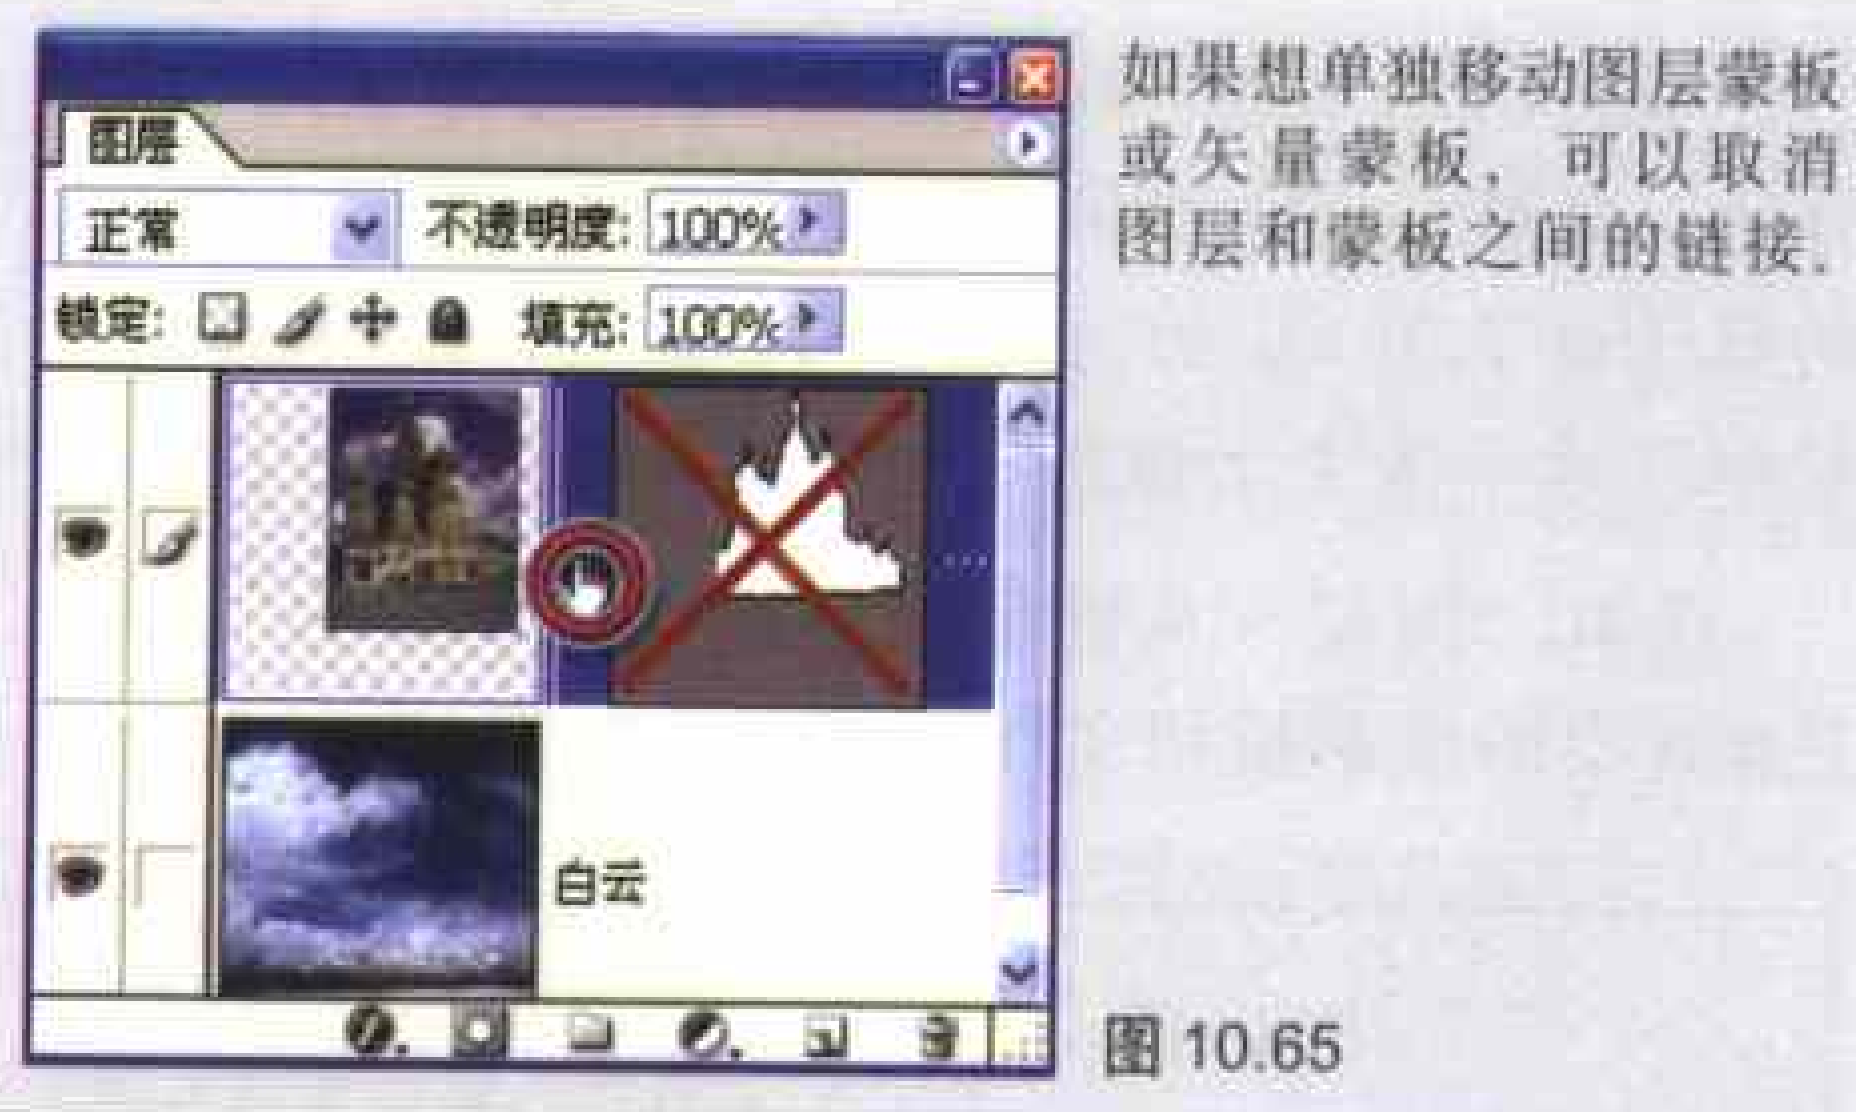 图层
正常 不透明度: 100%
锁定: 填充: 100%
...
白云
如果想单独移动图层蒙板
或矢量蒙板, 可以取消
图层和蒙板之间的链接.
图 10.65